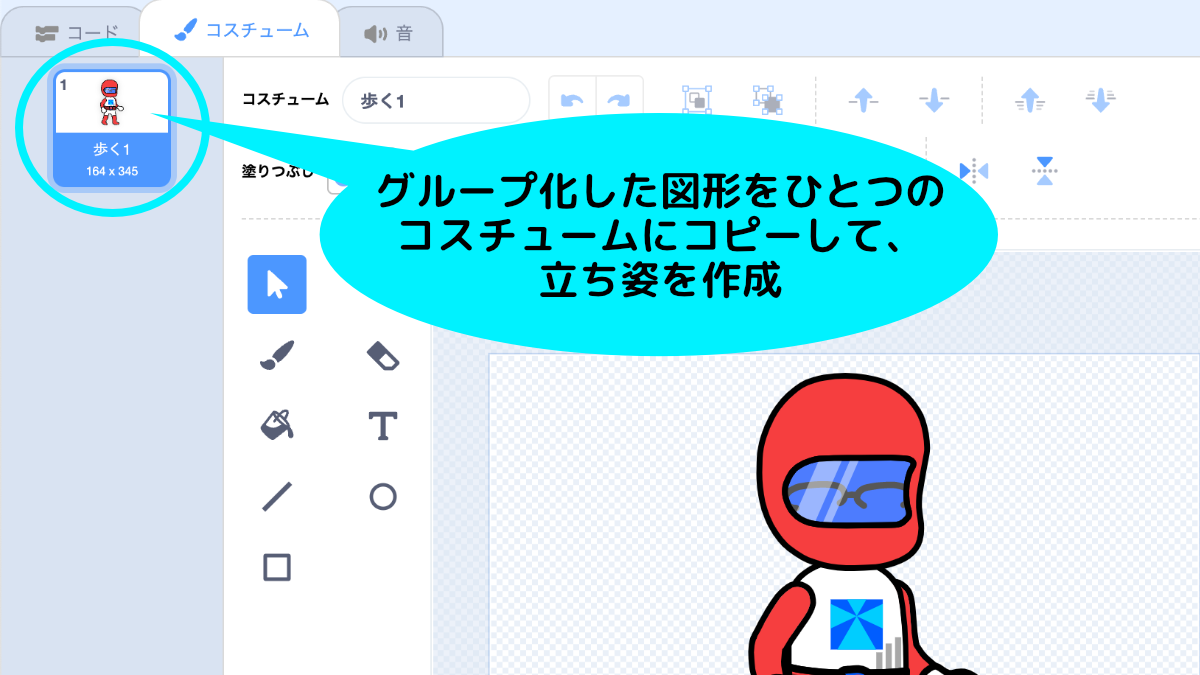 コード
コスチューム
音
1
歩く1
164 x 345
コスチューム
歩く1
塗りつぶし
グループ化した図形をひとつの
コスチュームにコピーして、
立ち姿を作成
T